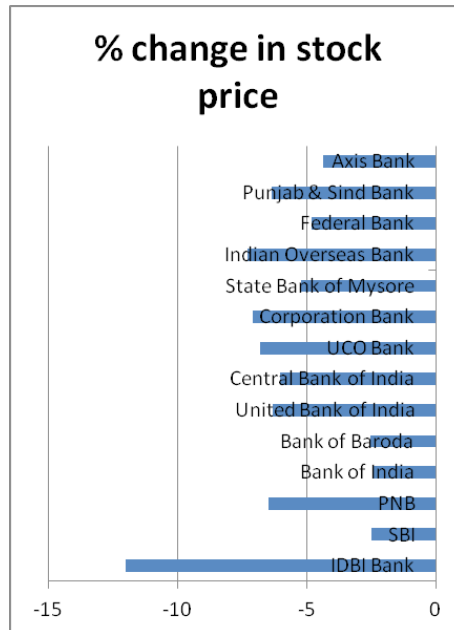 % change in stock
price
Axis Bank
Punjab & Sind Bank
Federal Bank
Indian Overseas Bank
State Bank of Mysore
Corporation Bank
UCO Bank
Central Bank of India
United Bank of India
Bank of Baroda
Bank of India
PNB
SBI
IDBI Bank
-15 -10 -5 0